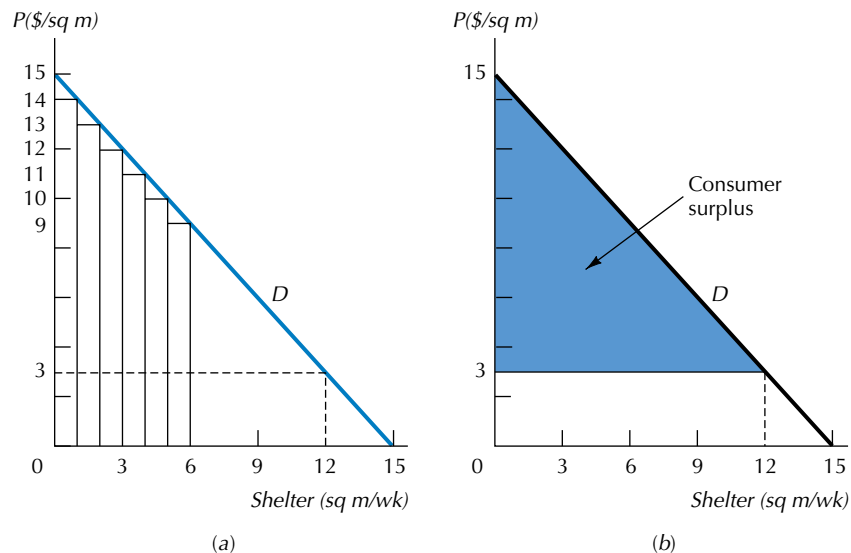 P($/sq m)
15
14
13
12
11
10
9
3
D
0
3
6
9
12
15
Shelter (sq m/wk)
(a)
P($/sq m)
15
Consumer
surplus
D
3
0
3
6
9
12
15
Shelter (sq m/wk)
(b)